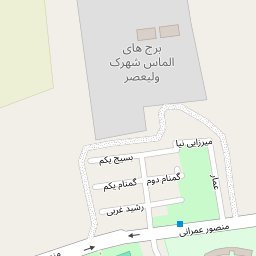 برج های
الماس شهرک
ولیعصر
میرزایی نیا
بسیج یکم
گمنام دوم
گمنام یکم
عمار
رشید غربی
منصور عمرانی